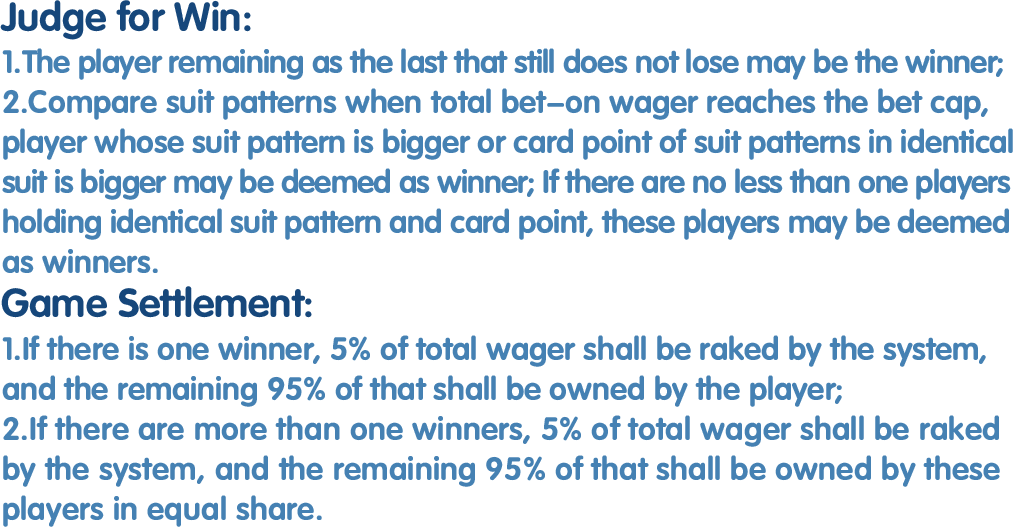 Judge for Win:
1.The player remaining as the last that still does not lose may be the winner;
2.Compare suit patterns when total bet-on wager reaches the bet cap,
player whose suit pattern is bigger or card point of suit patterns in identical
suit is bigger may be deemed as winner; If there are no less than one players
holding identical suit pattern and card point, these players may be deemed
as winners.
Game Settlement:
1.If there is one winner, 5% of total wager shall be raked by the system,
and the remaining 95% of that shall be owned by the player;
2.If there are more than one winners, 5% of total wager shall be raked
by the system, and the remaining 95% of that shall be owned by these
players in equal share.